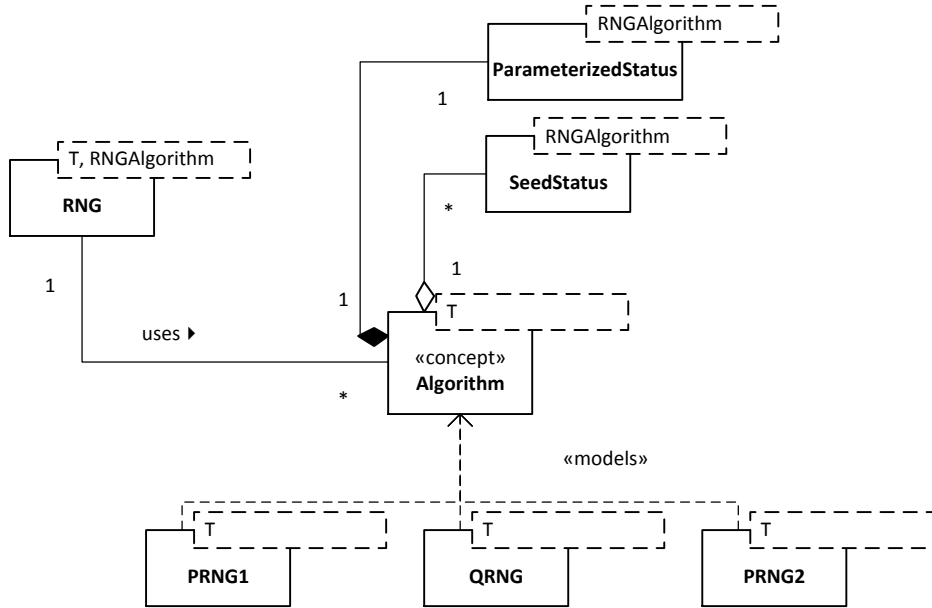 RNGAlgorithm
ParameterizedStatus
1
RNGAlgorithm
SeedStatus
T, RNGAlgorithm
RNG
*
1
1
1
T
uses
«concept»
Algorithm
*
«models»
T
T
T
PRNG1
QRNG
PRNG2